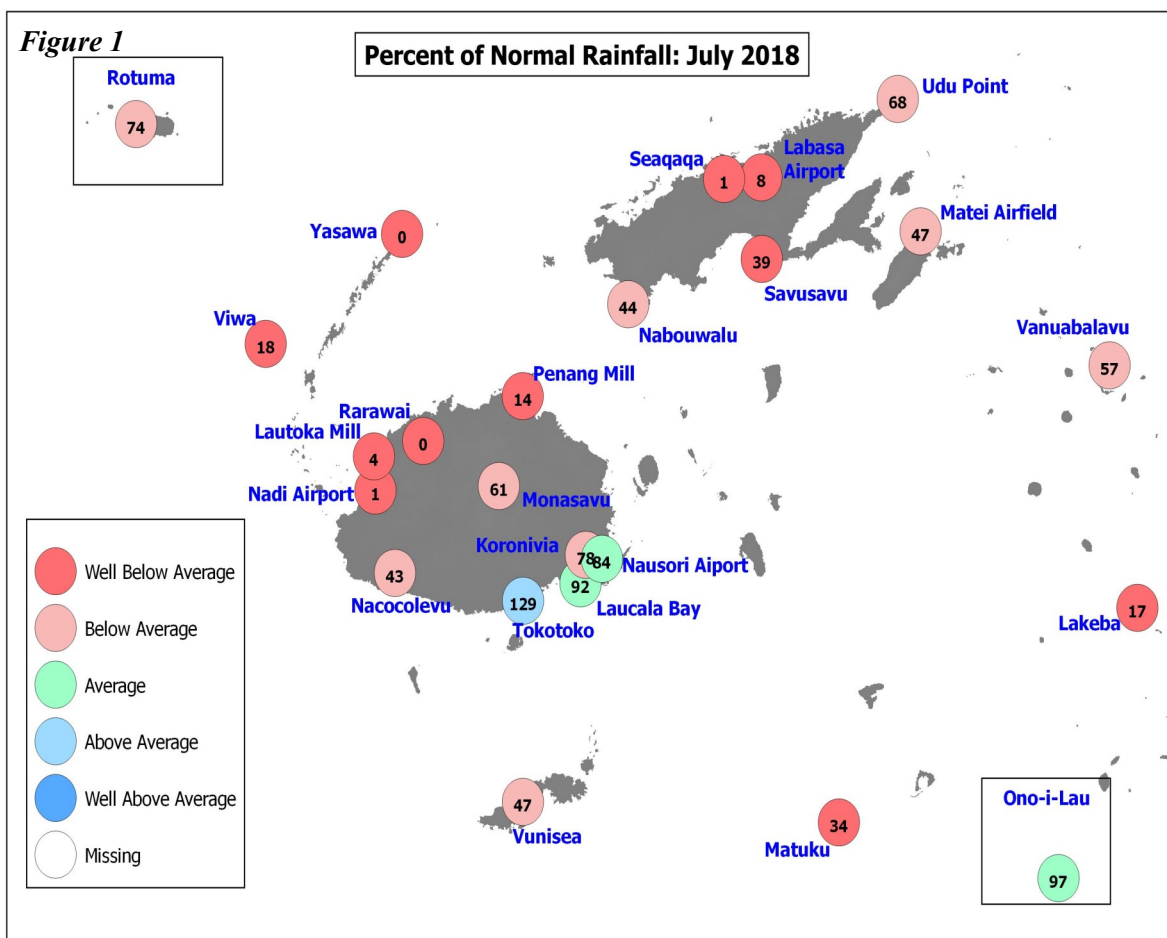 Figure 1
Percent of Normal Rainfall: July 2018
Rotuma
74
Udu Point
68
Seaqaqa
1
Labasa
Airport
8
Matei Airfield
47
Yasawa
0
39
Savusavu
44
Nabouwalu
Viwa
18
Vanuabalavu
57
Penang Mill
14
Rarawai
0
Lautoka Mill
4
Nadi Airport
1
61
Monasavu
Koronivia
78
84
Nausori Aiport
92
Laucala Bay
43
Nacocolevu
129
Tokotoko
17
Lakeba
47
Vunisea
34
Matuku
Ono-i-Lau
97
Well Below Average
Below Average
Average
Above Average
Well Above Average
Missing